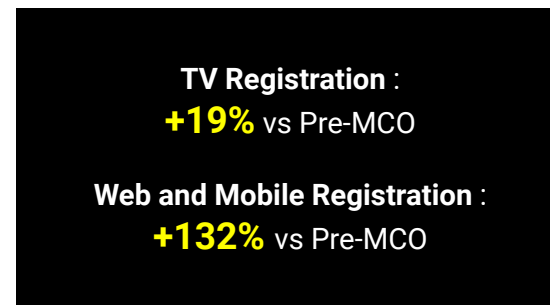 TV Registration :
+19% vs Pre-MCO
Web and Mobile Registration :
+132% vs Pre-MCO